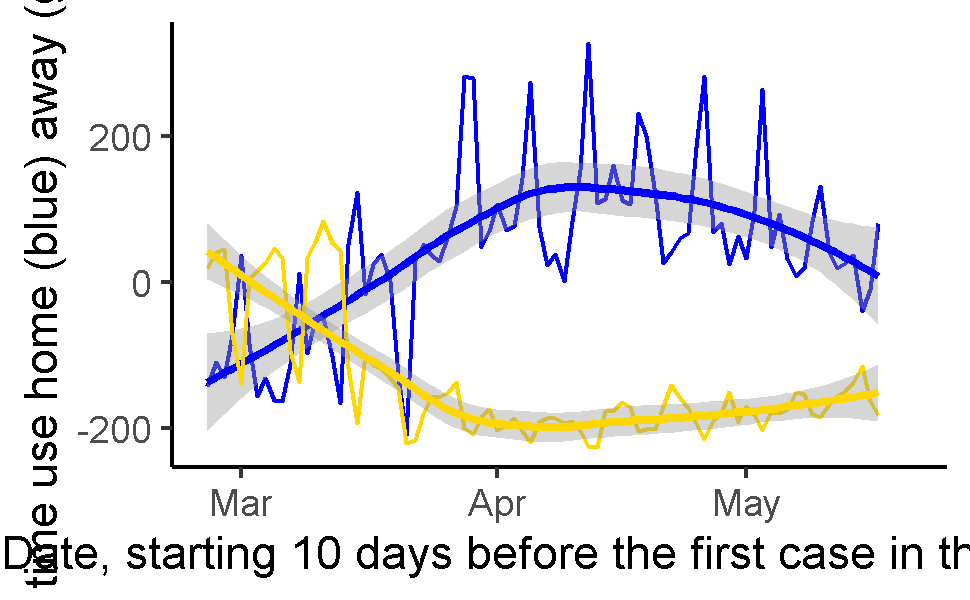 time use home (blue) away (
200
0
-200
Mar Apr May
Date, starting 10 days before the first case in th